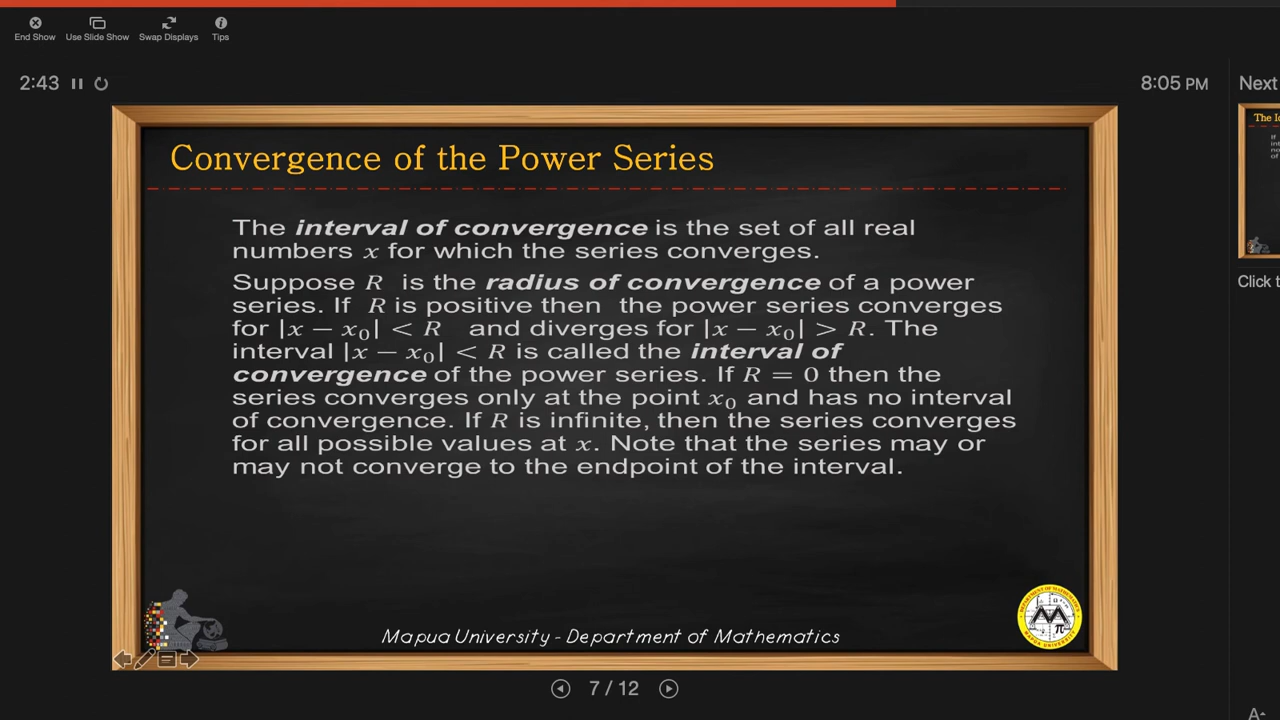 End Show
Use Slide Show
Swap Displays
Tips
2:43
8:05 PM
Next
Convergence of the Power Series
The interval of convergence is the set of all real
numbers x for which the series converges.
Suppose R is the radius of convergence of a power
series. If R is positive then the power series converges
for |x − x₀| < R and diverges for |x − x₀| > R. The
interval |x − x₀| < R is called the interval of
convergence of the power series. If R = 0 then the
series converges only at the point x₀ and has no interval
of convergence. If R is infinite, then the series converges
for all possible values at x. Note that the series may or
may not converge to the endpoint of the interval.
Mapua University - Department of Mathematics
7 / 12
Click t